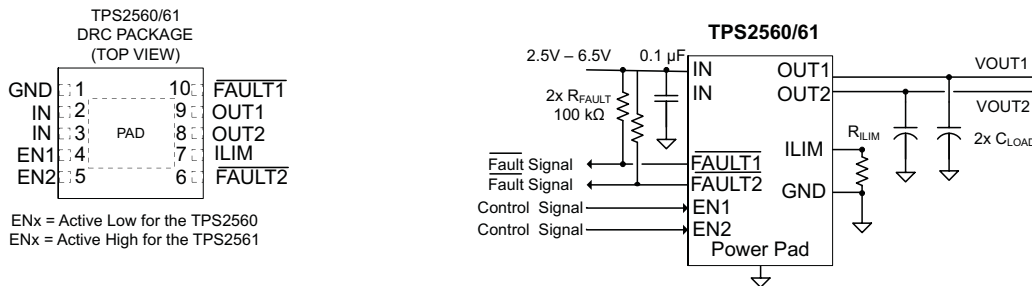 TPS2560/61
DRC PACKAGE
(TOP VIEW)
GND 1 10 FAULT1
IN 2 9 OUT1
IN 3 PAD 8 OUT2
EN1 4 7 ILIM
EN2 5 6 FAULT2
ENx = Active Low for the TPS2560
ENx = Active High for the TPS2561
TPS2560/61
2.5V – 6.5V 0.1 µF IN OUT1 VOUT1
IN OUT2 VOUT2
2x RFAULT
100 kΩ
RILIM 2x CLOAD
ILIM
Fault Signal FAULT1
Fault Signal FAULT2 GND
Control Signal EN1
Control Signal EN2
Power Pad